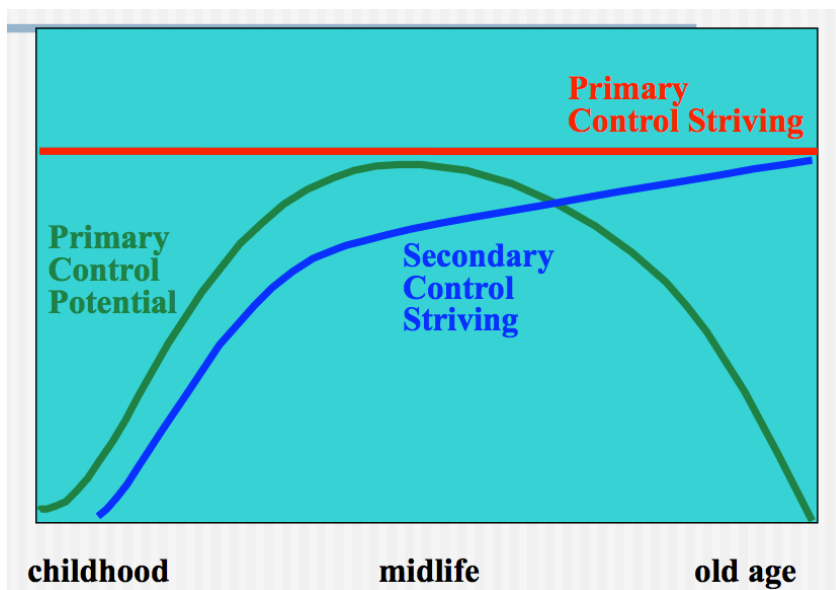 Primary
Control Striving
Primary
Control
Potential
Secondary
Control
Striving
childhood
midlife
old age